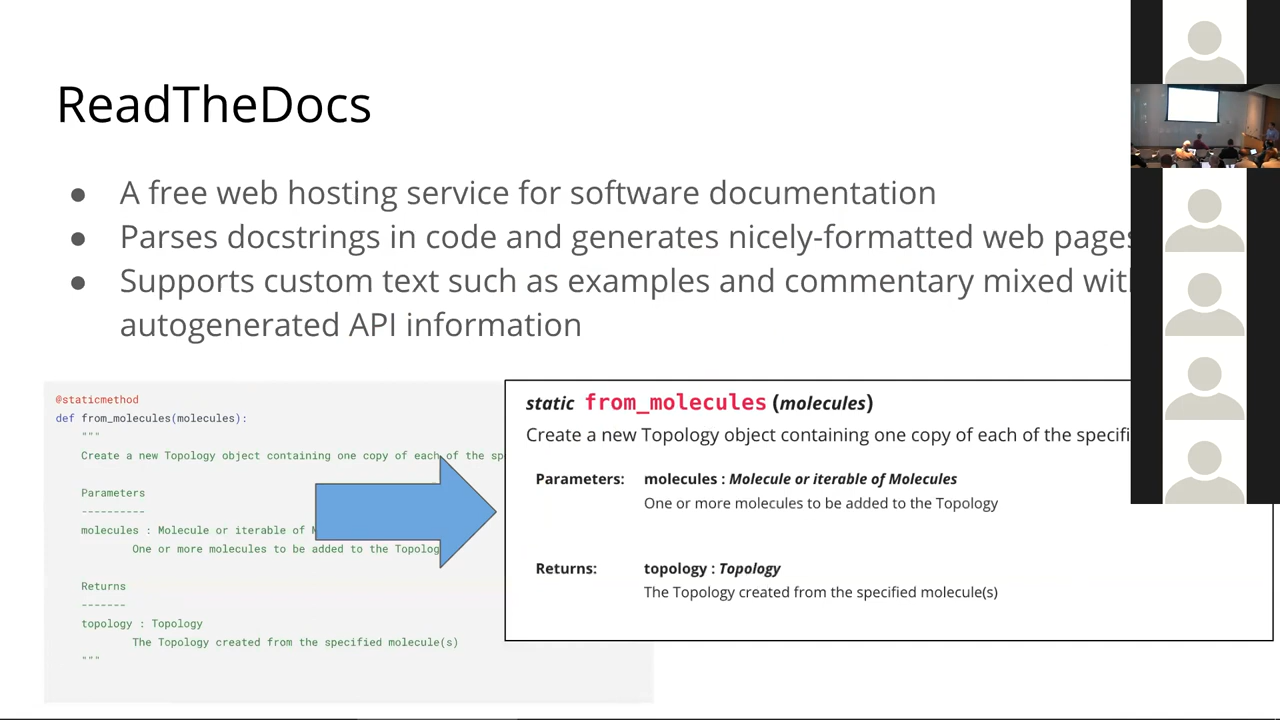 ReadTheDocs
● A free web hosting service for software documentation
● Parses docstrings in code and generates nicely-formatted web pages
● Supports custom text such as examples and commentary mixed with
autogenerated API information
@staticmethod
def from_molecules(molecules):
"""
Create a new Topology object containing one copy of each of the
Parameters
----------
molecules : Molecule or iterable of
One or more molecules to be added to the Topolog
Returns
-------
topology : Topology
The Topology created from the specified molecule(s)
"""
static from_molecules (molecules)
Create a new Topology object containing one copy of each of the specifi
Parameters: molecules : Molecule or iterable of Molecules
One or more molecules to be added to the Topology
Returns: topology : Topology
The Topology created from the specified molecule(s)